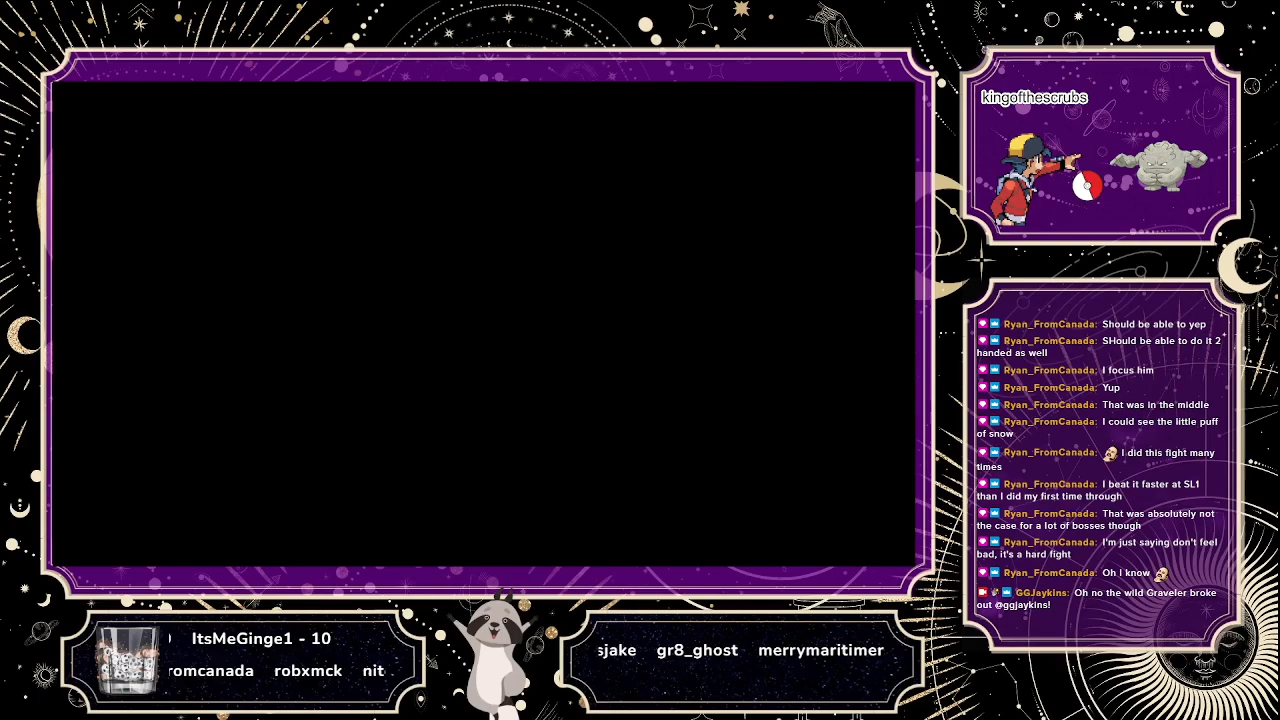 kingofthescrubs
Ryan_FromCanada: Should be able to yep
Ryan_FromCanada: SHould be able to do it 2
handed as well
Ryan_FromCanada: I focus him
Ryan_FromCanada: Yup
Ryan_FromCanada: That was in the middle
Ryan_FromCanada: I could see the little puff
of snow
Ryan_FromCanada: I did this fight many
times
Ryan_FromCanada: I beat it faster at SL1
than I did my first time through
Ryan_FromCanada: That was absolutely not
the case for a lot of bosses though
Ryan_FromCanada: I'm just saying don't feel
bad, it's a hard fight
Ryan_FromCanada: Oh I know
GGJaykins: Oh no the wild Graveler broke
out @ggjaykins!
ItsMeGinge1 - 10
romcanada robxmck nit
sjake gr8_ghost merrymaritimer